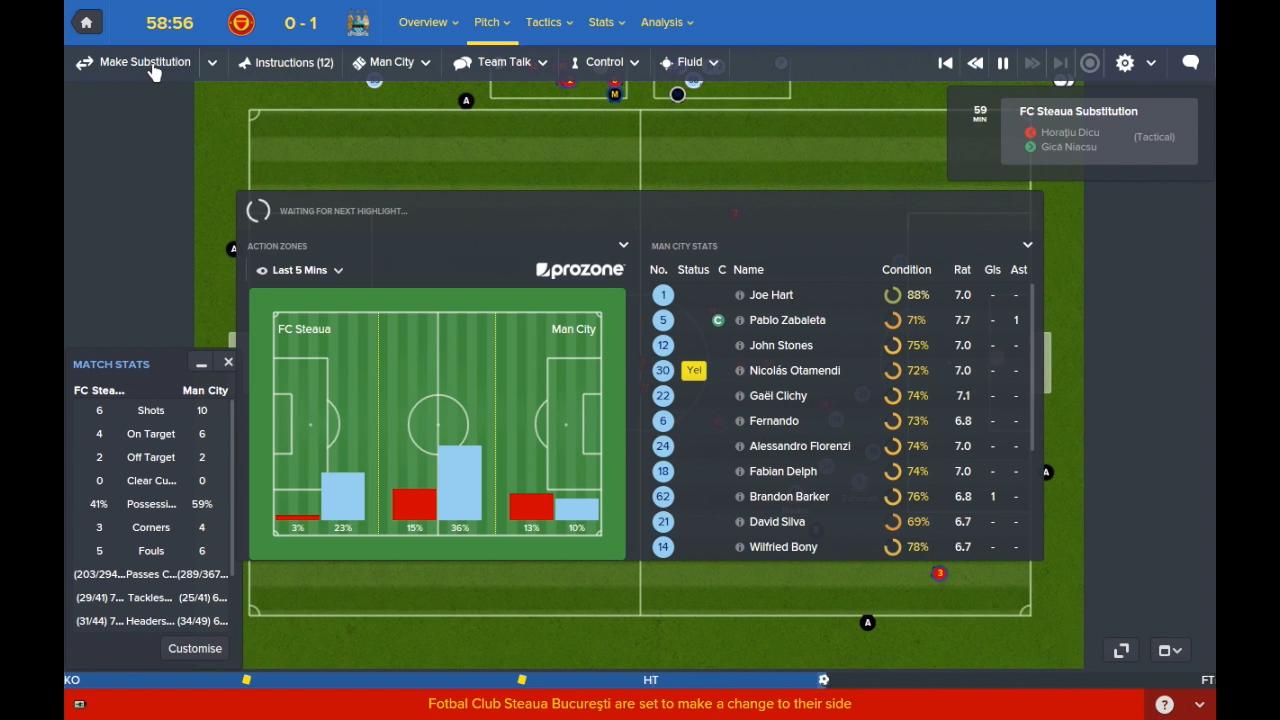 58:56
0 - 1
Overview
Pitch
Tactics
Stats
Analysis
Make Substitution
Instructions (12)
Man City
Team Talk
Control
Fluid
59
MIN
FC Steaua Substitution
Horaţiu Dicu
Gică Niacsu
(Tactical)
A
M
A
A
A
A
3
WAITING FOR NEXT HIGHLIGHT...
ACTION ZONES
Last 5 Mins
prozone
FC Steaua
Man City
3%
23%
15%
36%
13%
10%
MAN CITY STATS
No. Status C Name Condition Rat Gls Ast
1 Joe Hart 88% 7.0 - -
5 C Pablo Zabaleta 71% 7.7 - 1
12 John Stones 75% 7.0 - -
30 Yel Nicolás Otamendi 72% 7.0 - -
22 Gaël Clichy 74% 7.1 - -
6 Fernando 73% 6.8 - -
24 Alessandro Florenzi 74% 7.0 - -
18 Fabian Delph 74% 7.0 - -
62 Brandon Barker 76% 6.8 1 -
21 David Silva 69% 6.7 - -
14 Wilfried Bony 78% 6.7 - -
MATCH STATS
FC Stea... Man City
6 Shots 10
4 On Target 6
2 Off Target 2
0 Clear Cu... 0
41% Possessi... 59%
3 Corners 4
5 Fouls 6
(203/294...Passes C...(289/367...
(29/41) 7... Tackles... (25/41) 6...
(31/44) 7... Headers... (34/49) 6...
Customise
KO
HT
FT
Fotbal Club Steaua Bucureşti are set to make a change to their side
?